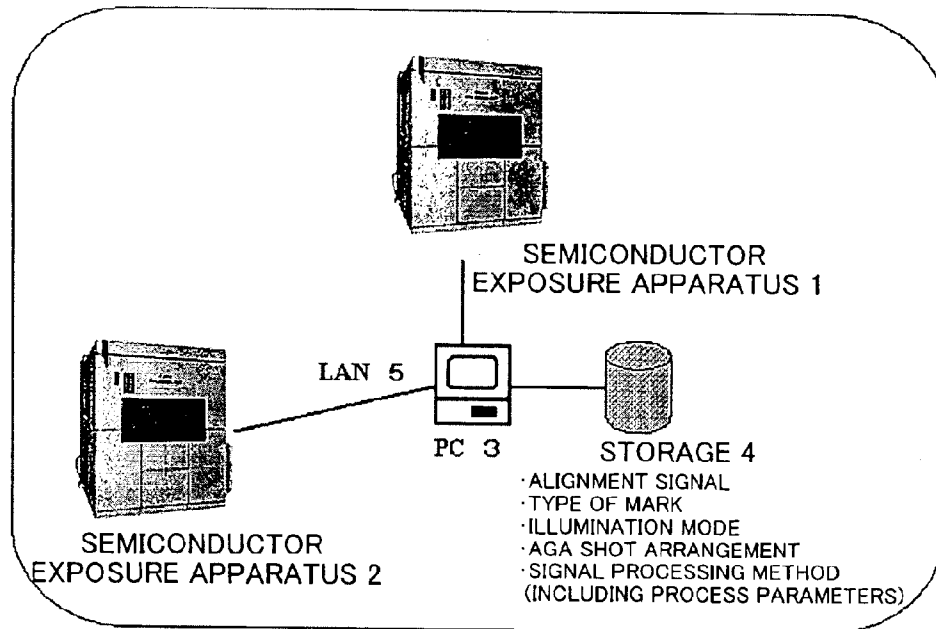 SEMICONDUCTOR
EXPOSURE APPARATUS 1
LAN 5
PC 3
STORAGE 4
·ALIGNMENT SIGNAL
·TYPE OF MARK
·ILLUMINATION MODE
·AGA SHOT ARRANGEMENT
·SIGNAL PROCESSING METHOD
(INCLUDING PROCESS PARAMETERS)
SEMICONDUCTOR
EXPOSURE APPARATUS 2